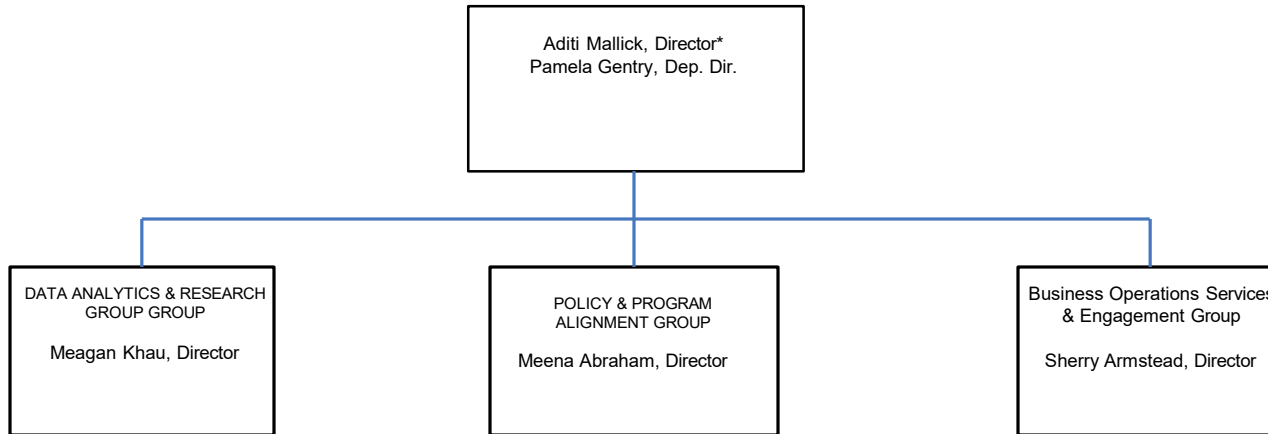 Aditi Mallick, Director*
Pamela Gentry, Dep. Dir.
DATA ANALYTICS & RESEARCH
GROUP GROUP
Meagan Khau, Director
POLICY & PROGRAM
ALIGNMENT GROUP
Meena Abraham, Director
Business Operations Services
& Engagement Group
Sherry Armstead, Director